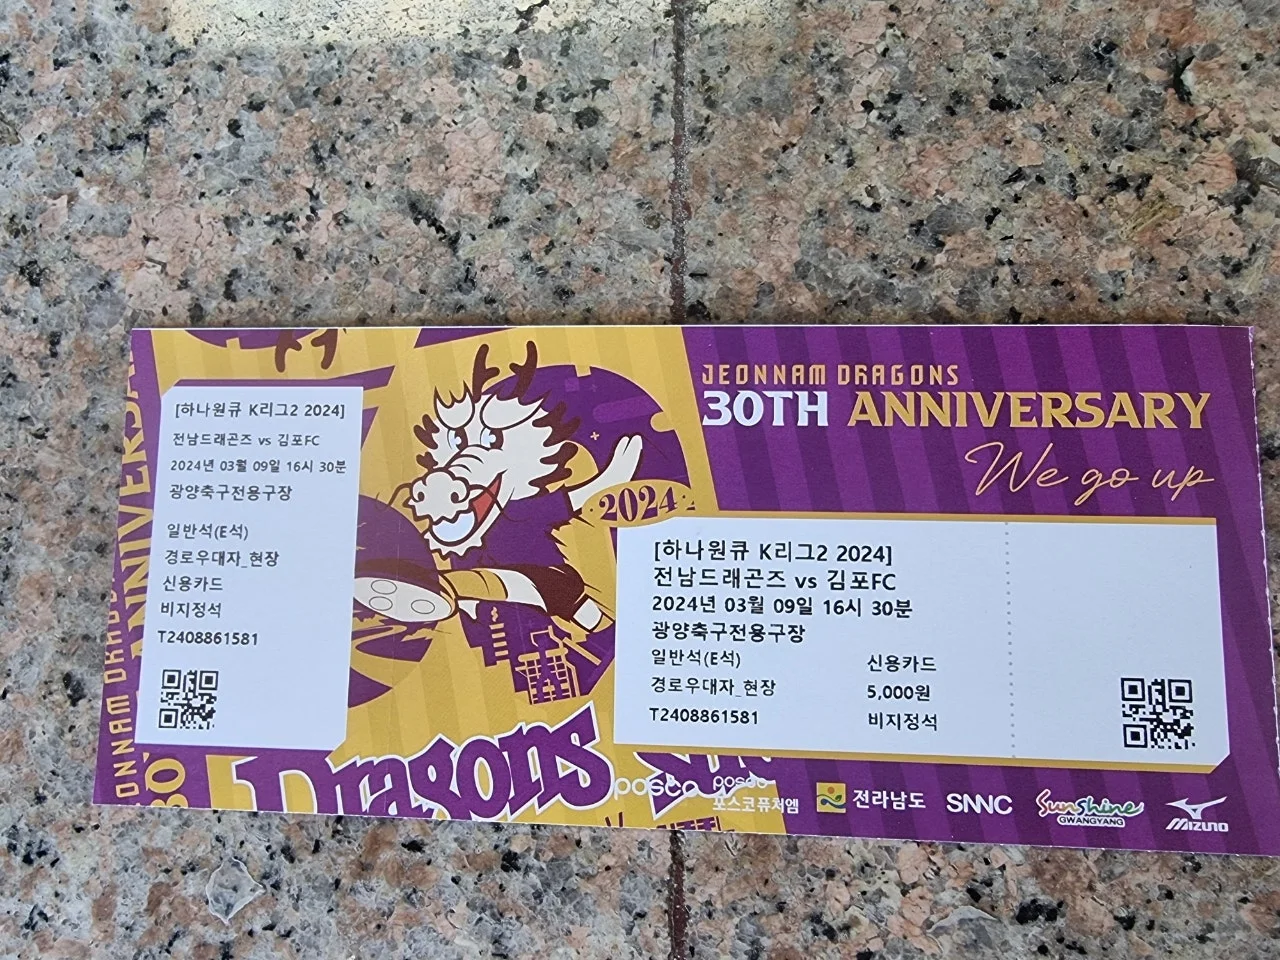 [하나원큐 K리그2 2024]
전남드래곤즈 vs 김포FC
2024년 03월 09일 16시 30분
광양축구전용구장
일반석(E석)
경로우대자_현장
신용카드
비지정석
T2408861581
2024
Dragons
JEONNAM DRAGONS
30TH ANNIVERSARY
We go up
[하나원큐 K리그2 2024]
전남드래곤즈 vs 김포FC
2024년 03월 09일 16시 30분
광양축구전용구장
일반석(E석) 신용카드
경로우대자_현장 5,000원
T2408861581 비지정석
posco
posco
포스코퓨처엠
전라남도
SNNC
Sunshine
GWANGYANG
MIZUNO